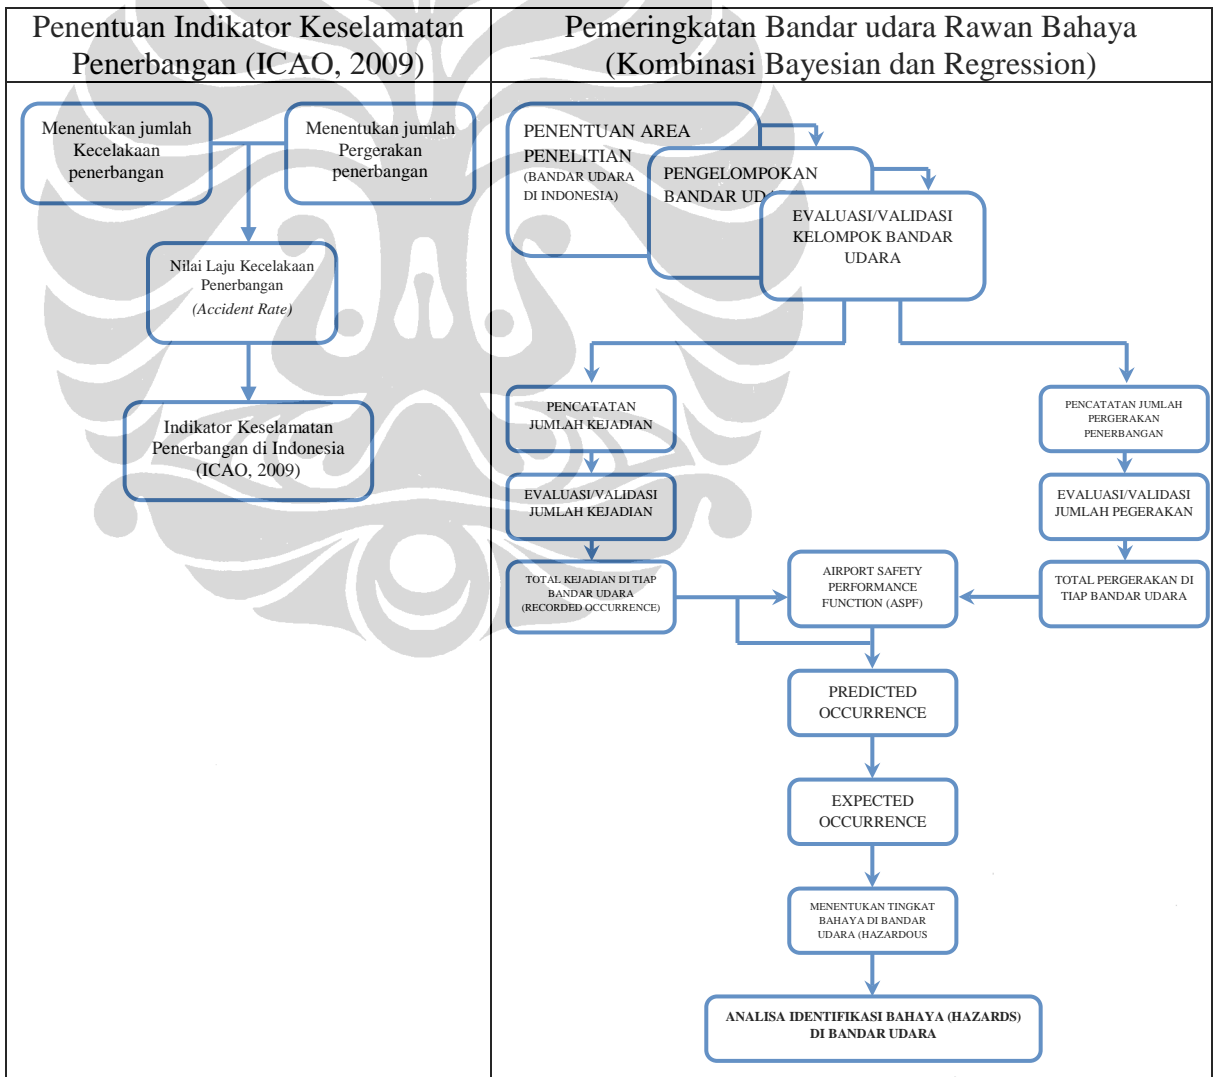 Penentuan Indikator Keselamatan
Penerbangan (ICAO, 2009)
Pemeringkatan Bandar udara Rawan Bahaya
(Kombinasi Bayesian dan Regression)
Menentukan jumlah
Kecelakaan
penerbangan
Menentukan jumlah
Pergerakan
penerbangan
Nilai Laju Kecelakaan
Penerbangan
(Accident Rate)
Indikator Keselamatan
Penerbangan di Indonesia
(ICAO, 2009)
PENENTUAN AREA
PENELITIAN
(BANDAR UDARA
DI INDONESIA)
PENGELOMPOKAN
BANDAR UDA
EVALUASI/VALIDASI
KELOMPOK BANDAR
UDARA
PENCATATAN
JUMLAH KEJADIAN
EVALUASI/VALIDASI
JUMLAH KEJADIAN
TOTAL KEJADIAN DI TIAP
BANDAR UDARA
(RECORDED OCCURRENCE)
PENCATATAN JUMLAH
PERGERAKAN
PENERBANGAN
EVALUASI/VALIDASI
JUMLAH PEGERAKAN
TOTAL PERGERAKAN DI
TIAP BANDAR UDARA
AIRPORT SAFETY
PERFORMANCE
FUNCTION (ASPF)
PREDICTED
OCCURRENCE
EXPECTED
OCCURRENCE
MENENTUKAN TINGKAT
BAHAYA DI BANDAR
UDARA (HAZARDOUS
ANALISA IDENTIFIKASI BAHAYA (HAZARDS)
DI BANDAR UDARA